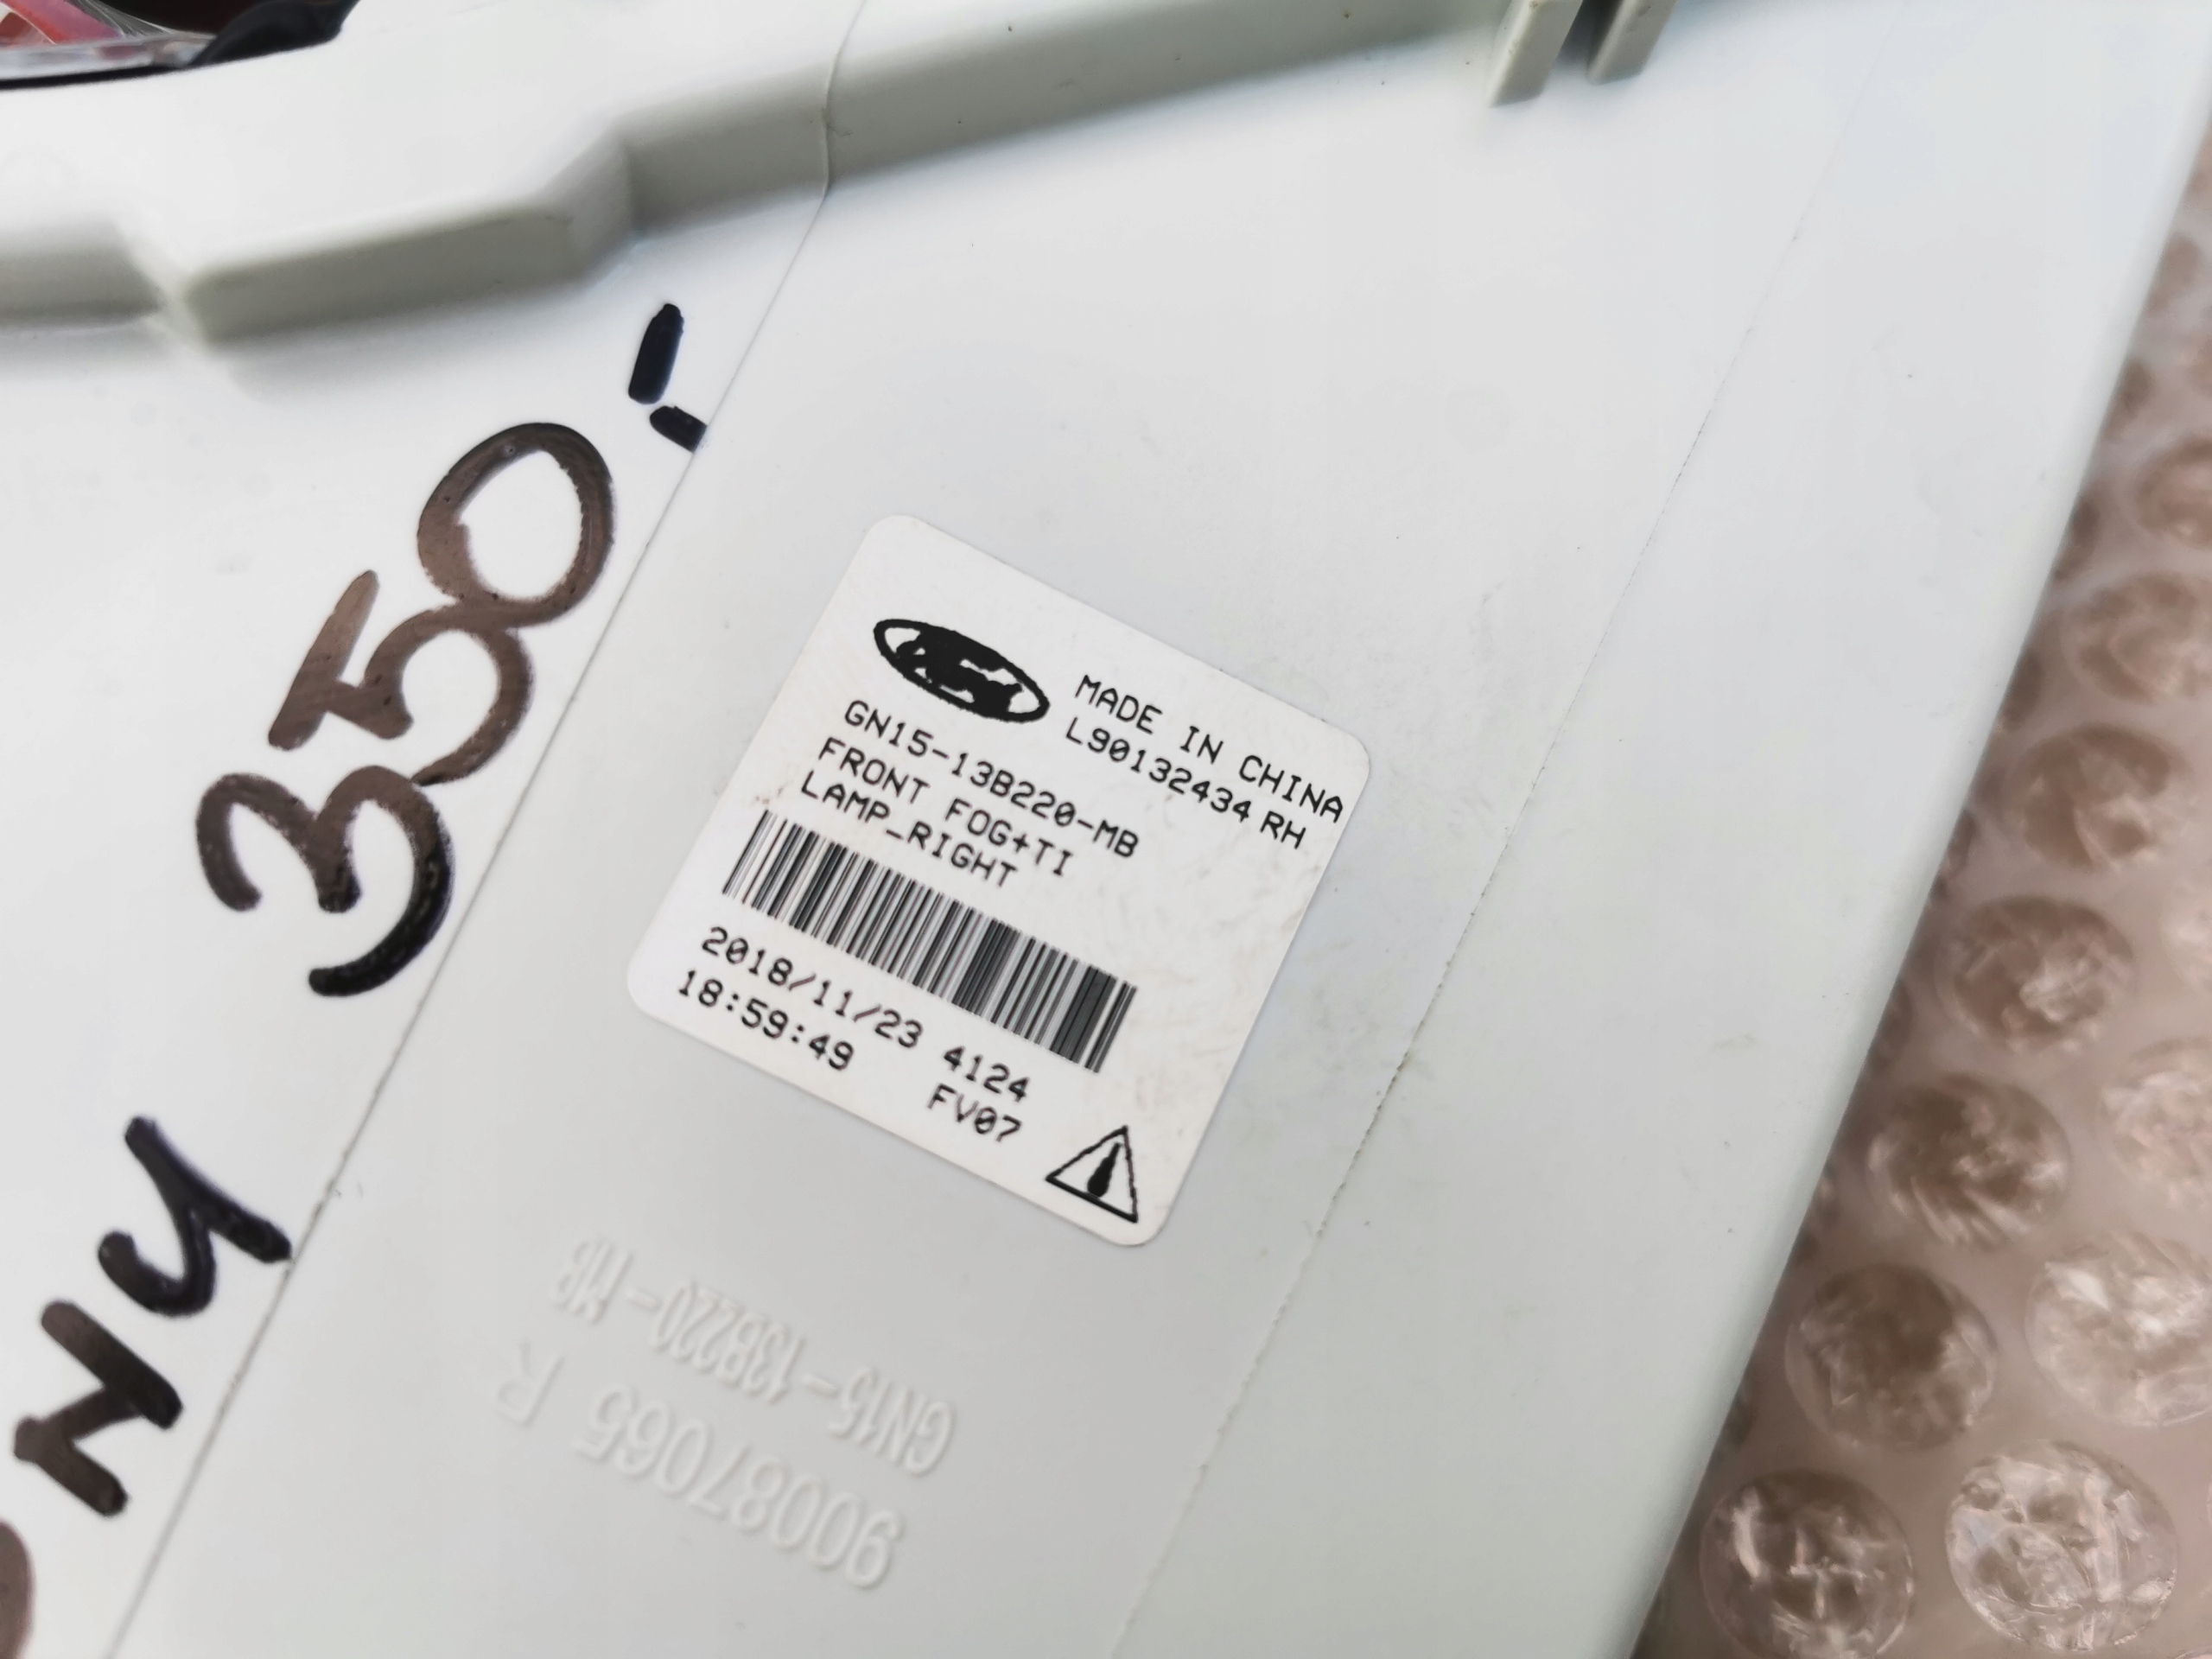 350,-
MADE IN CHINA
L90132434 RH
GN15-13B220-MB
FRONT FOG+TI
LAMP_RIGHT
2018/11/23 4124
18:59:49 FV07
GN15-13B220-MB
90087065 R